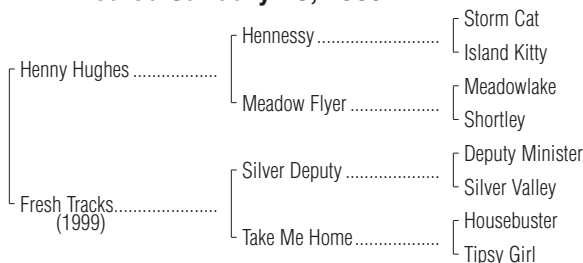 Storm Cat
Hennessy
Island Kitty
Henny Hughes
Meadowlake
Meadow Flyer
Shortley
Deputy Minister
Silver Deputy
Silver Valley
Fresh Tracks
(1999)
Housebuster
Take Me Home
Tipsy Girl